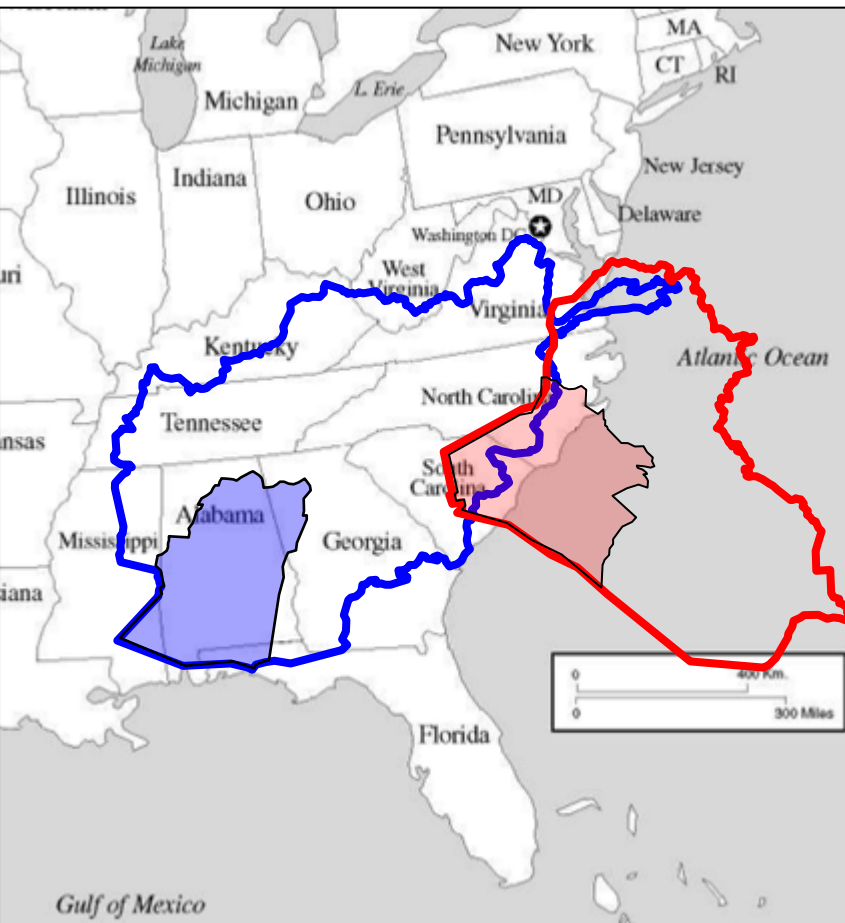 MA
New York
Lake
Michigan
CT
RI
L. Erie
Michigan
Pennsylvania
New Jersey
Indiana
Illinois
Ohio
MD
Delaware
Washington DC
West
Virginia
Virginia
Kentucky
Atlantic Ocean
North Carolina
Tennessee
South
Carolina
Alabama
Mississippi
Georgia
0
400 Km.
0
300 Miles
Florida
Gulf of Mexico